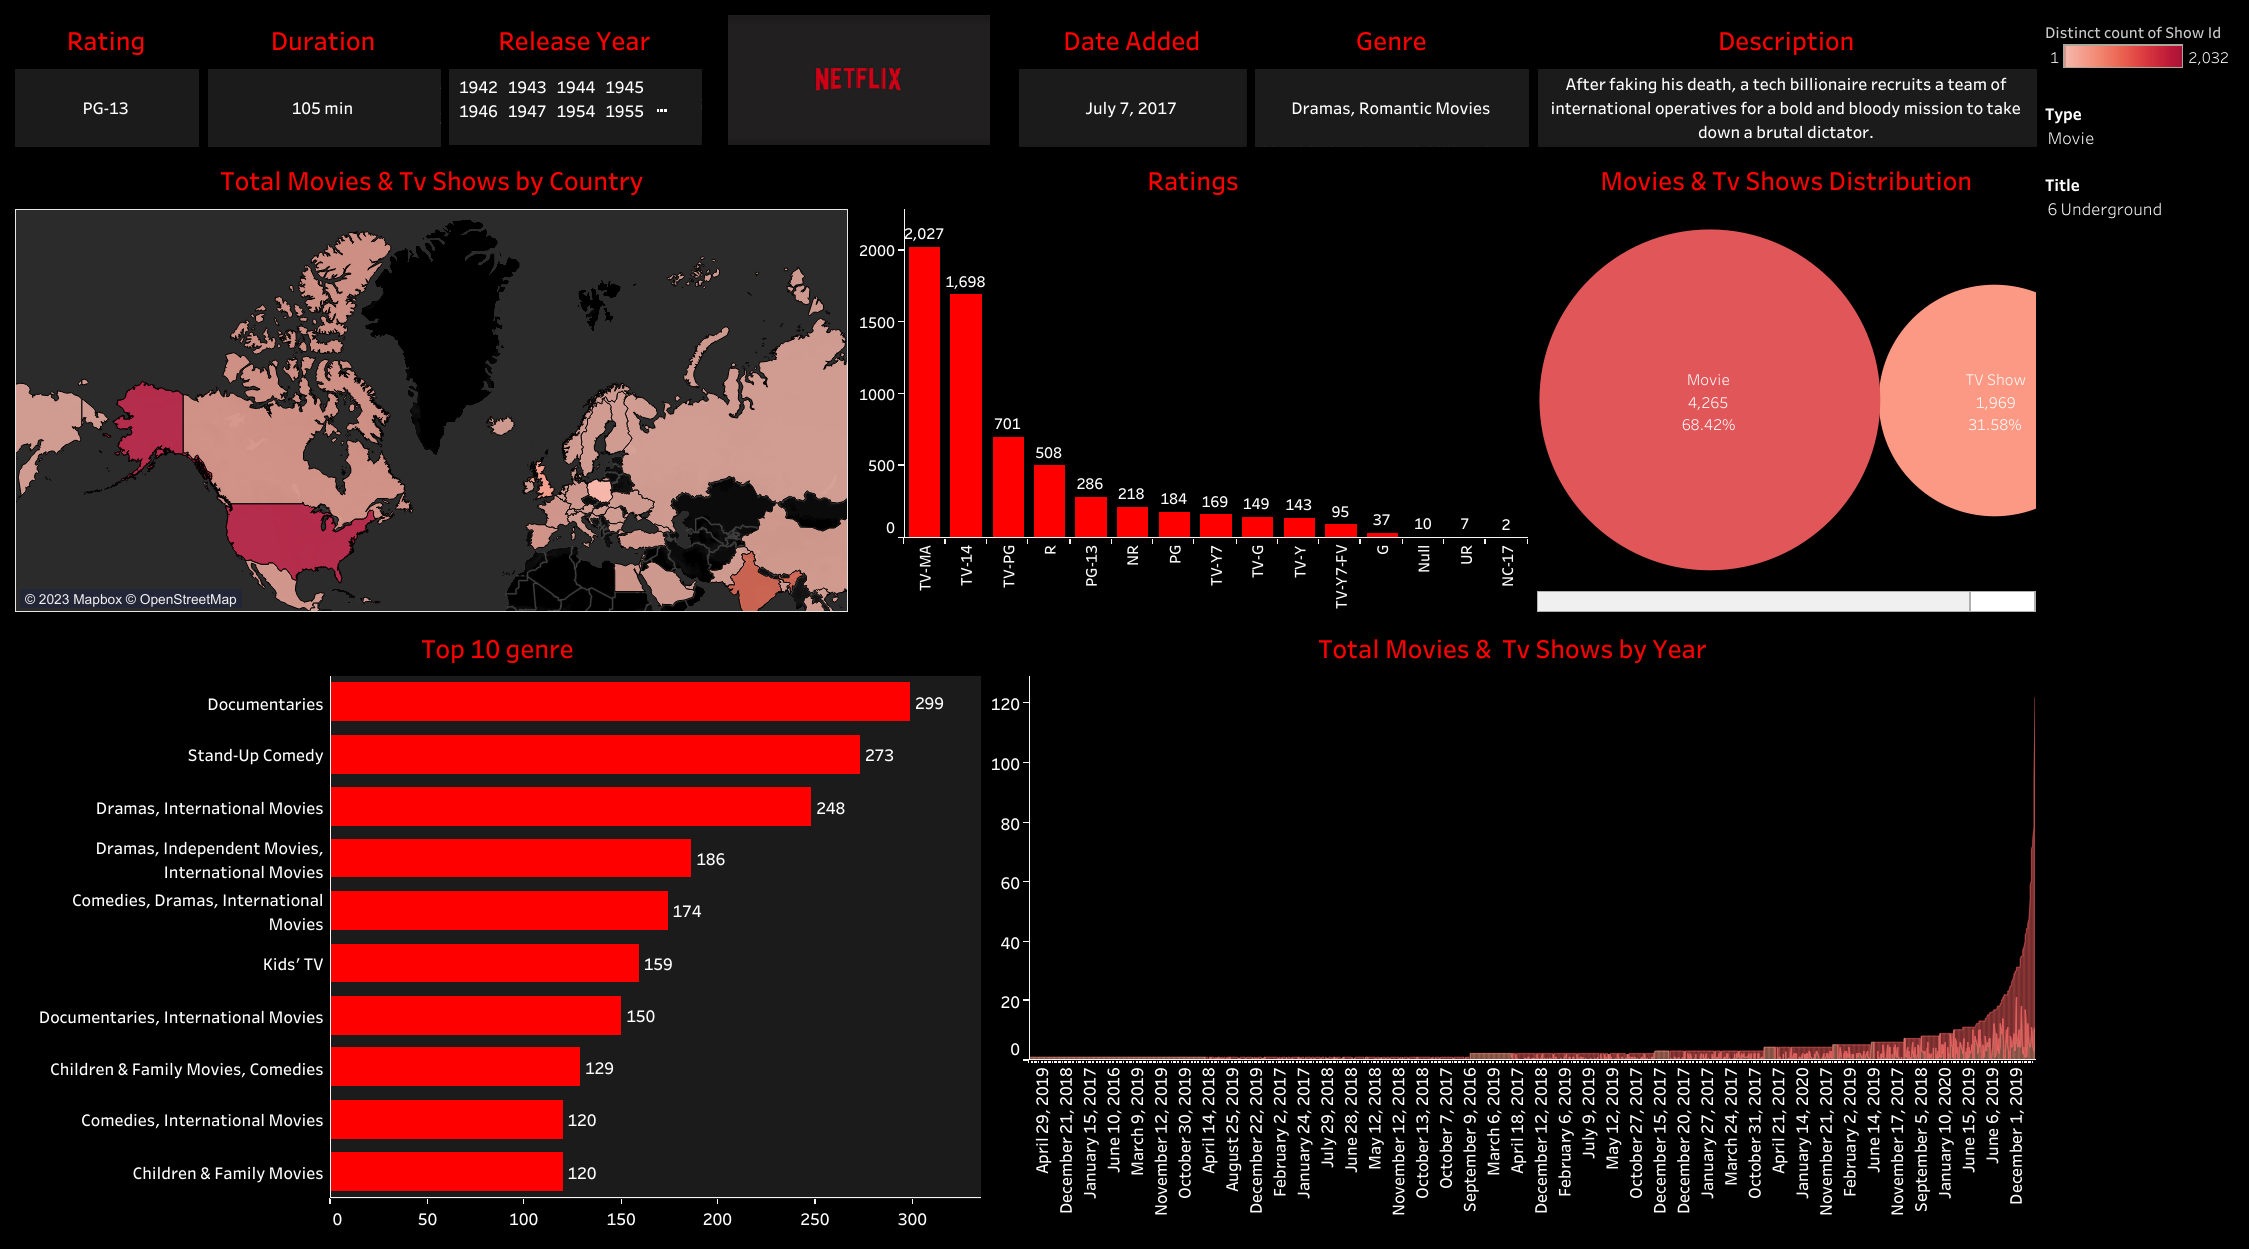 Rating
Duration
Release Year
NETFLIX
Date Added
Genre
Description
PG-13
105 min
1942 1943 1944 1945
1946 1947 1954 1955 ...
July 7, 2017
Dramas, Romantic Movies
After faking his death, a tech billionaire recruits a team of
international operatives for a bold and bloody mission to take
down a brutal dictator.
Distinct count of Show Id
1 2,032
Type
Movie
Title
6 Underground
Total Movies & Tv Shows by Country
© 2023 Mapbox © OpenStreetMap
Ratings
2000
1500
1000
500
0
2,027
1,698
701
508
286
218
184
169
149
143
95
37
10
7
2
TV-MA
TV-14
TV-PG
R
PG-13
NR
PG
TV-Y7
TV-G
TV-Y
TV-Y7-FV
G
Null
UR
NC-17
Movies & Tv Shows Distribution
Movie
4,265
68.42%
TV Show
1,969
31.58%
Top 10 genre
Documentaries
299
Stand-Up Comedy
273
Dramas, International Movies
248
Dramas, Independent Movies,
International Movies
186
Comedies, Dramas, International
Movies
174
Kids' TV
159
Documentaries, International Movies
150
Children & Family Movies, Comedies
129
Comedies, International Movies
120
Children & Family Movies
120
0
50
100
150
200
250
300
Total Movies & Tv Shows by Year
120
100
80
60
40
20
0
April 29, 2019
December 21, 2018
January 15, 2017
June 10, 2016
March 9, 2019
November 12, 2019
October 30, 2019
April 14, 2018
August 25, 2019
December 22, 2019
February 2, 2017
January 24, 2017
July 29, 2018
June 28, 2018
May 12, 2018
November 12, 2018
October 13, 2018
October 7, 2017
September 9, 2016
March 6, 2019
April 18, 2017
December 12, 2018
February 6, 2019
July 9, 2019
May 12, 2019
October 27, 2017
December 15, 2017
December 20, 2017
January 27, 2017
March 24, 2017
October 31, 2017
April 21, 2017
January 14, 2020
November 21, 2017
February 2, 2019
June 14, 2019
November 17, 2017
September 5, 2018
January 10, 2020
June 15, 2019
June 6, 2019
December 1, 2019